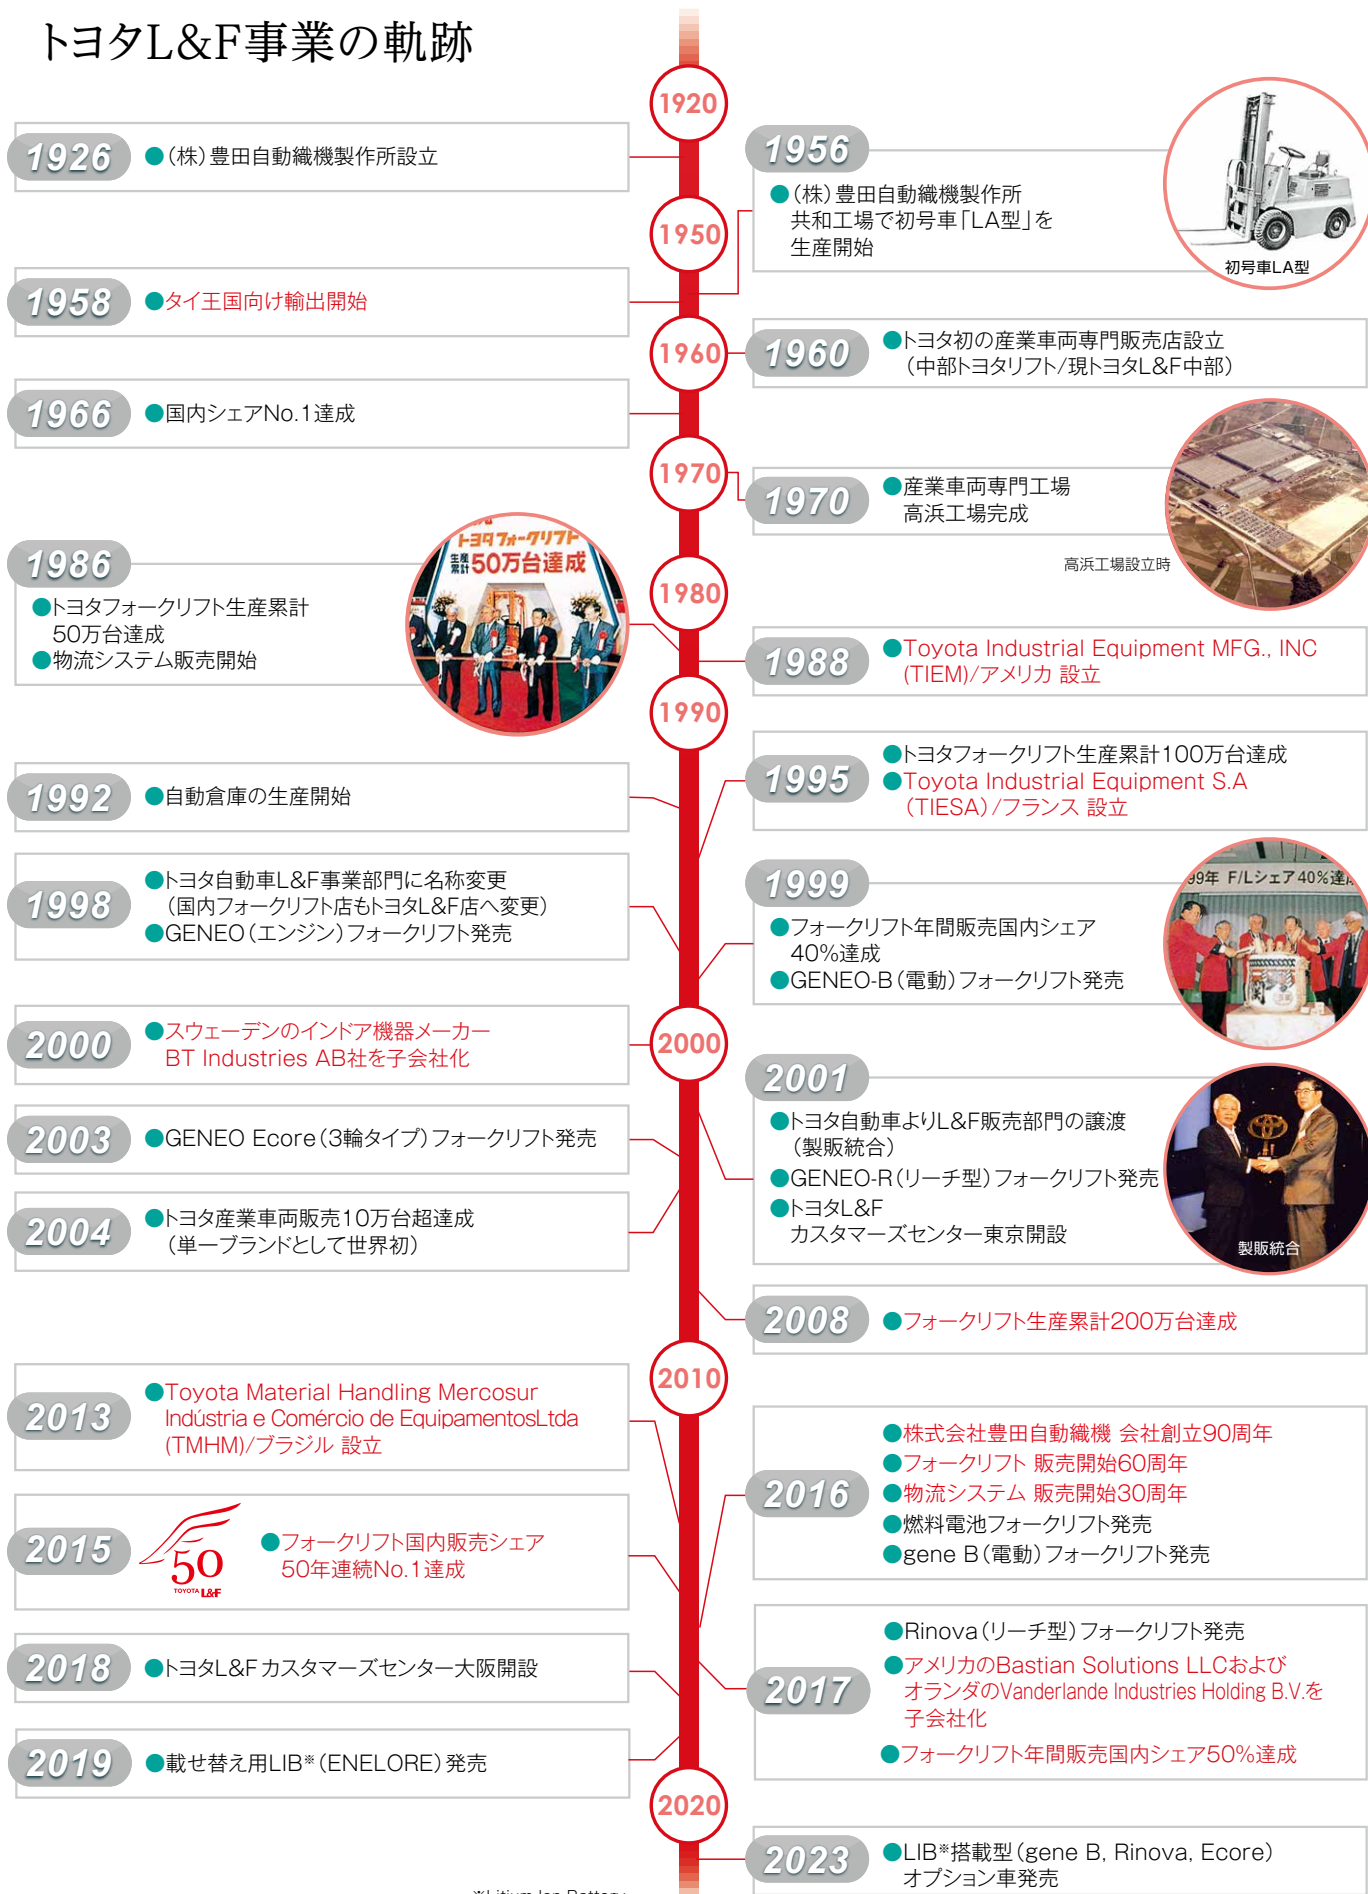 トヨタL&F事業の軌跡
1920
1926
●(株)豊田自動織機製作所設立
1956
●(株)豊田自動織機製作所
共和工場で初号車「LA型」を
生産開始
初号車LA型
1950
1958
●タイ王国向け輸出開始
1960
1960
●トヨタ初の産業車両専門販売店設立
(中部トヨタリフト/現トヨタL&F中部)
1966
●国内シェアNo.1達成
1970
1970
●産業車両専門工場
高浜工場完成
高浜工場設立時
1986
●トヨタフォークリフト生産累計
50万台達成
●物流システム販売開始
トヨタフォークリフト
生産累計50万台達成
1980
1988
●Toyota Industrial Equipment MFG., INC
(TIEM)/アメリカ 設立
1990
1995
●トヨタフォークリフト生産累計100万台達成
●Toyota Industrial Equipment S.A
(TIESA)/フランス 設立
1992
●自動倉庫の生産開始
1998
●トヨタ自動車L&F事業部門に名称変更
(国内フォークリフト店もトヨタL&F店へ変更)
●GENEO(エンジン)フォークリフト発売
1999
●フォークリフト年間販売国内シェア
40%達成
●GENEO-B(電動)フォークリフト発売
99年 F/Lシェア40%達
2000
●スウェーデンのインドア機器メーカー
BT Industries AB社を子会社化
2000
2001
●トヨタ自動車よりL&F販売部門の譲渡
(製販統合)
●GENEO-R(リーチ型)フォークリフト発売
●トヨタL&F
カスタマーズセンター東京開設
製販統合
2003
●GENEO Ecore(3輪タイプ)フォークリフト発売
2004
●トヨタ産業車両販売10万台超達成
(単一ブランドとして世界初)
2008
●フォークリフト生産累計200万台達成
2010
2013
●Toyota Material Handling Mercosur
Indústria e Comércio de EquipamentosLtda
(TMHM)/ブラジル 設立
2016
●株式会社豊田自動織機 会社創立90周年
●フォークリフト 販売開始60周年
●物流システム 販売開始30周年
●燃料電池フォークリフト発売
●gene B(電動)フォークリフト発売
2015
50
TOYOTA L&F
●フォークリフト国内販売シェア
50年連続No.1達成
2017
●Rinova(リーチ型)フォークリフト発売
●アメリカのBastian Solutions LLCおよび
オランダのVanderlande Industries Holding B.V.を
子会社化
●フォークリフト年間販売国内シェア50%達成
2018
●トヨタL&F カスタマーズセンター大阪開設
2019
●載せ替え用LIB※(ENELORE)発売
2020
2023
●LIB※搭載型(gene B, Rinova, Ecore)
オプション車発売
※Litium Ion Battery